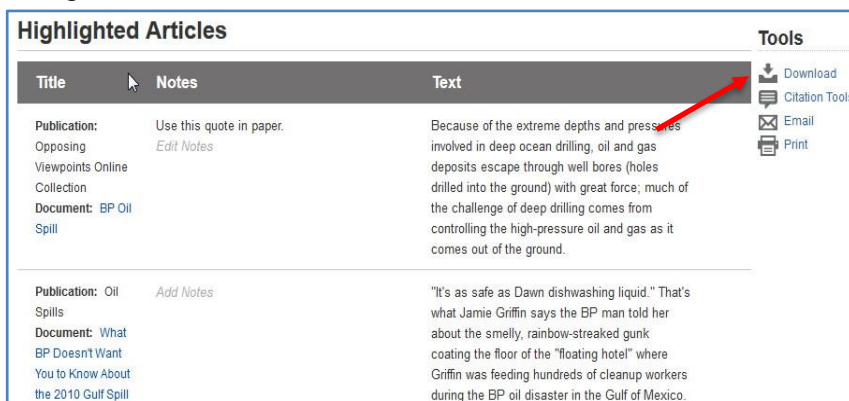 Highlighted Articles
Tools
Download
Citation Tools
Email
Print
Title Notes Text
Publication:
Opposing
Viewpoints Online
Collection
Document: BP Oil
Spill
Use this quote in paper.
Edit Notes
Because of the extreme depths and pressures
involved in deep ocean drilling, oil and gas
deposits escape through well bores (holes
drilled into the ground) with great force; much of
the challenge of deep drilling comes from
controlling the high-pressure oil and gas as it
comes out of the ground.
Publication: Oil
Spills
Document: What
BP Doesn't Want
You to Know About
the 2010 Gulf Spill
Add Notes
"It's as safe as Dawn dishwashing liquid." That's
what Jamie Griffin says the BP man told her
about the smelly, rainbow-streaked gunk
coating the floor of the "floating hotel" where
Griffin was feeding hundreds of cleanup workers
during the BP oil disaster in the Gulf of Mexico.